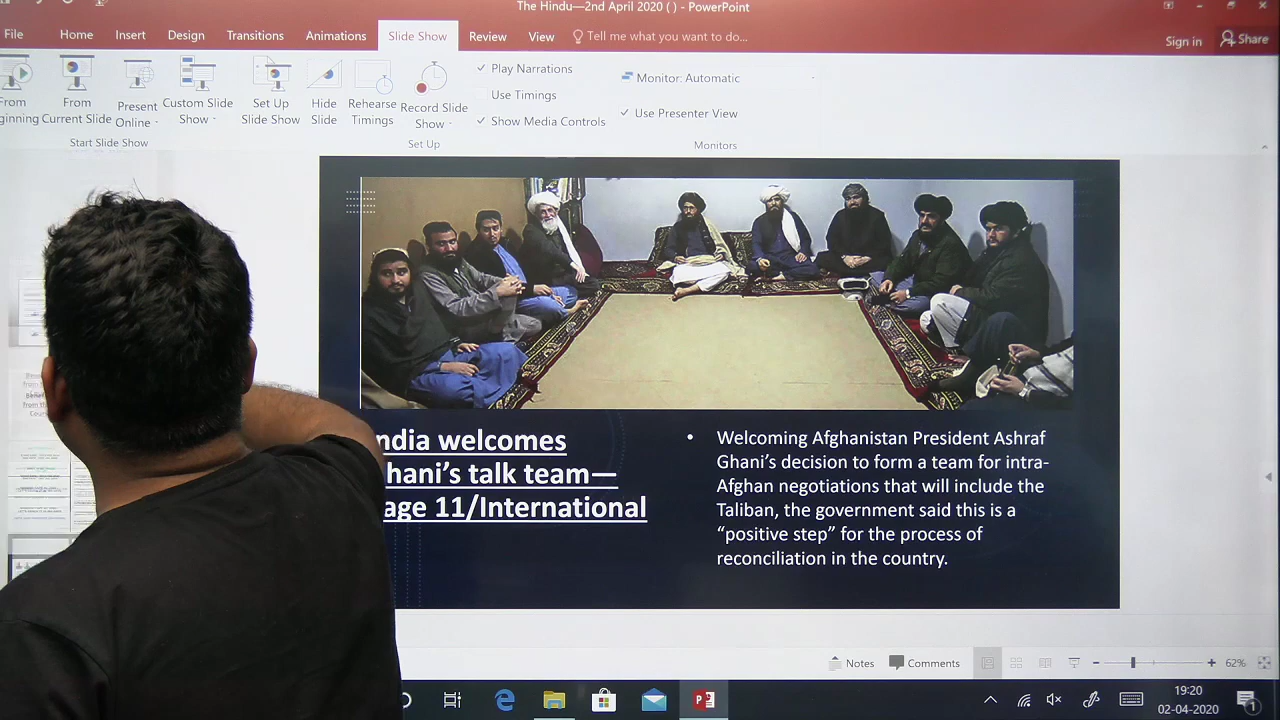 The Hindu—2nd April 2020 ( ) - PowerPoint
File Home Insert Design Transitions Animations Slide Show Review View Tell me what you want to do... Sign in Share
Play Narrations
Use Timings
Show Media Controls
Monitor: Automatic
Use Presenter View
From
ginning
From
Current Slide
Present
Online
Custom Slide
Show
Set Up
Slide Show
Hide
Slide
Rehearse
Timings
Record Slide
Show
Start Slide Show
Set Up
Monitors
ndia welcomes
hani's talk team—
age 11/International
• Welcoming Afghanistan President Ashraf
Ghani's decision to form a team for intra-
Afghan negotiations that will include the
Taliban, the government said this is a
“positive step” for the process of
reconciliation in the country.
Notes Comments 62%
19:20
02-04-2020
1